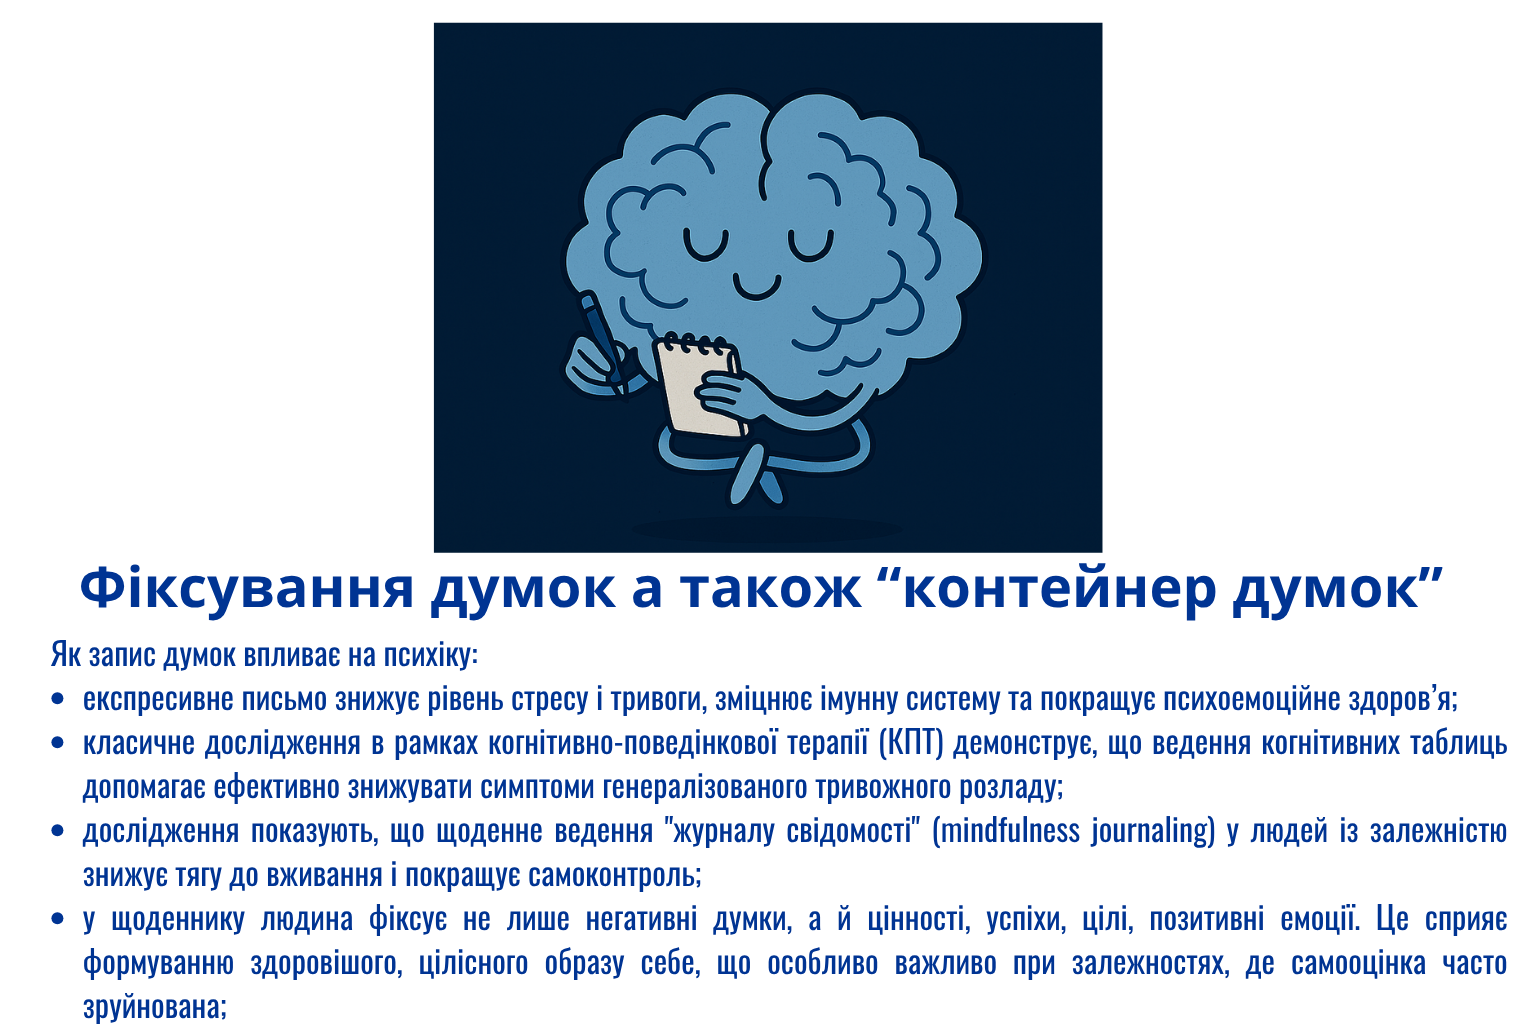 Фіксування думок а також “контейнер думок”
Як запис думок впливає на психіку:
• експресивне письмо знижує рівень стресу і тривоги, зміцнює імунну систему та покращує психоемоційне здоров’я;
• класичне дослідження в рамках когнітивно-поведінкової терапії (КПТ) демонструє, що ведення когнітивних таблиць
допомагає ефективно знижувати симптоми генералізованого тривожного розладу;
• дослідження показують, що щоденне ведення "журналу свідомості" (mindfulness journaling) у людей із залежністю
знижує тягу до вживання і покращує самоконтроль;
• у щоденнику людина фіксує не лише негативні думки, а й цінності, успіхи, цілі, позитивні емоції. Це сприяє
формуванню здоровішого, цілісного образу себе, що особливо важливо при залежностях, де самооцінка часто
зруйнована;